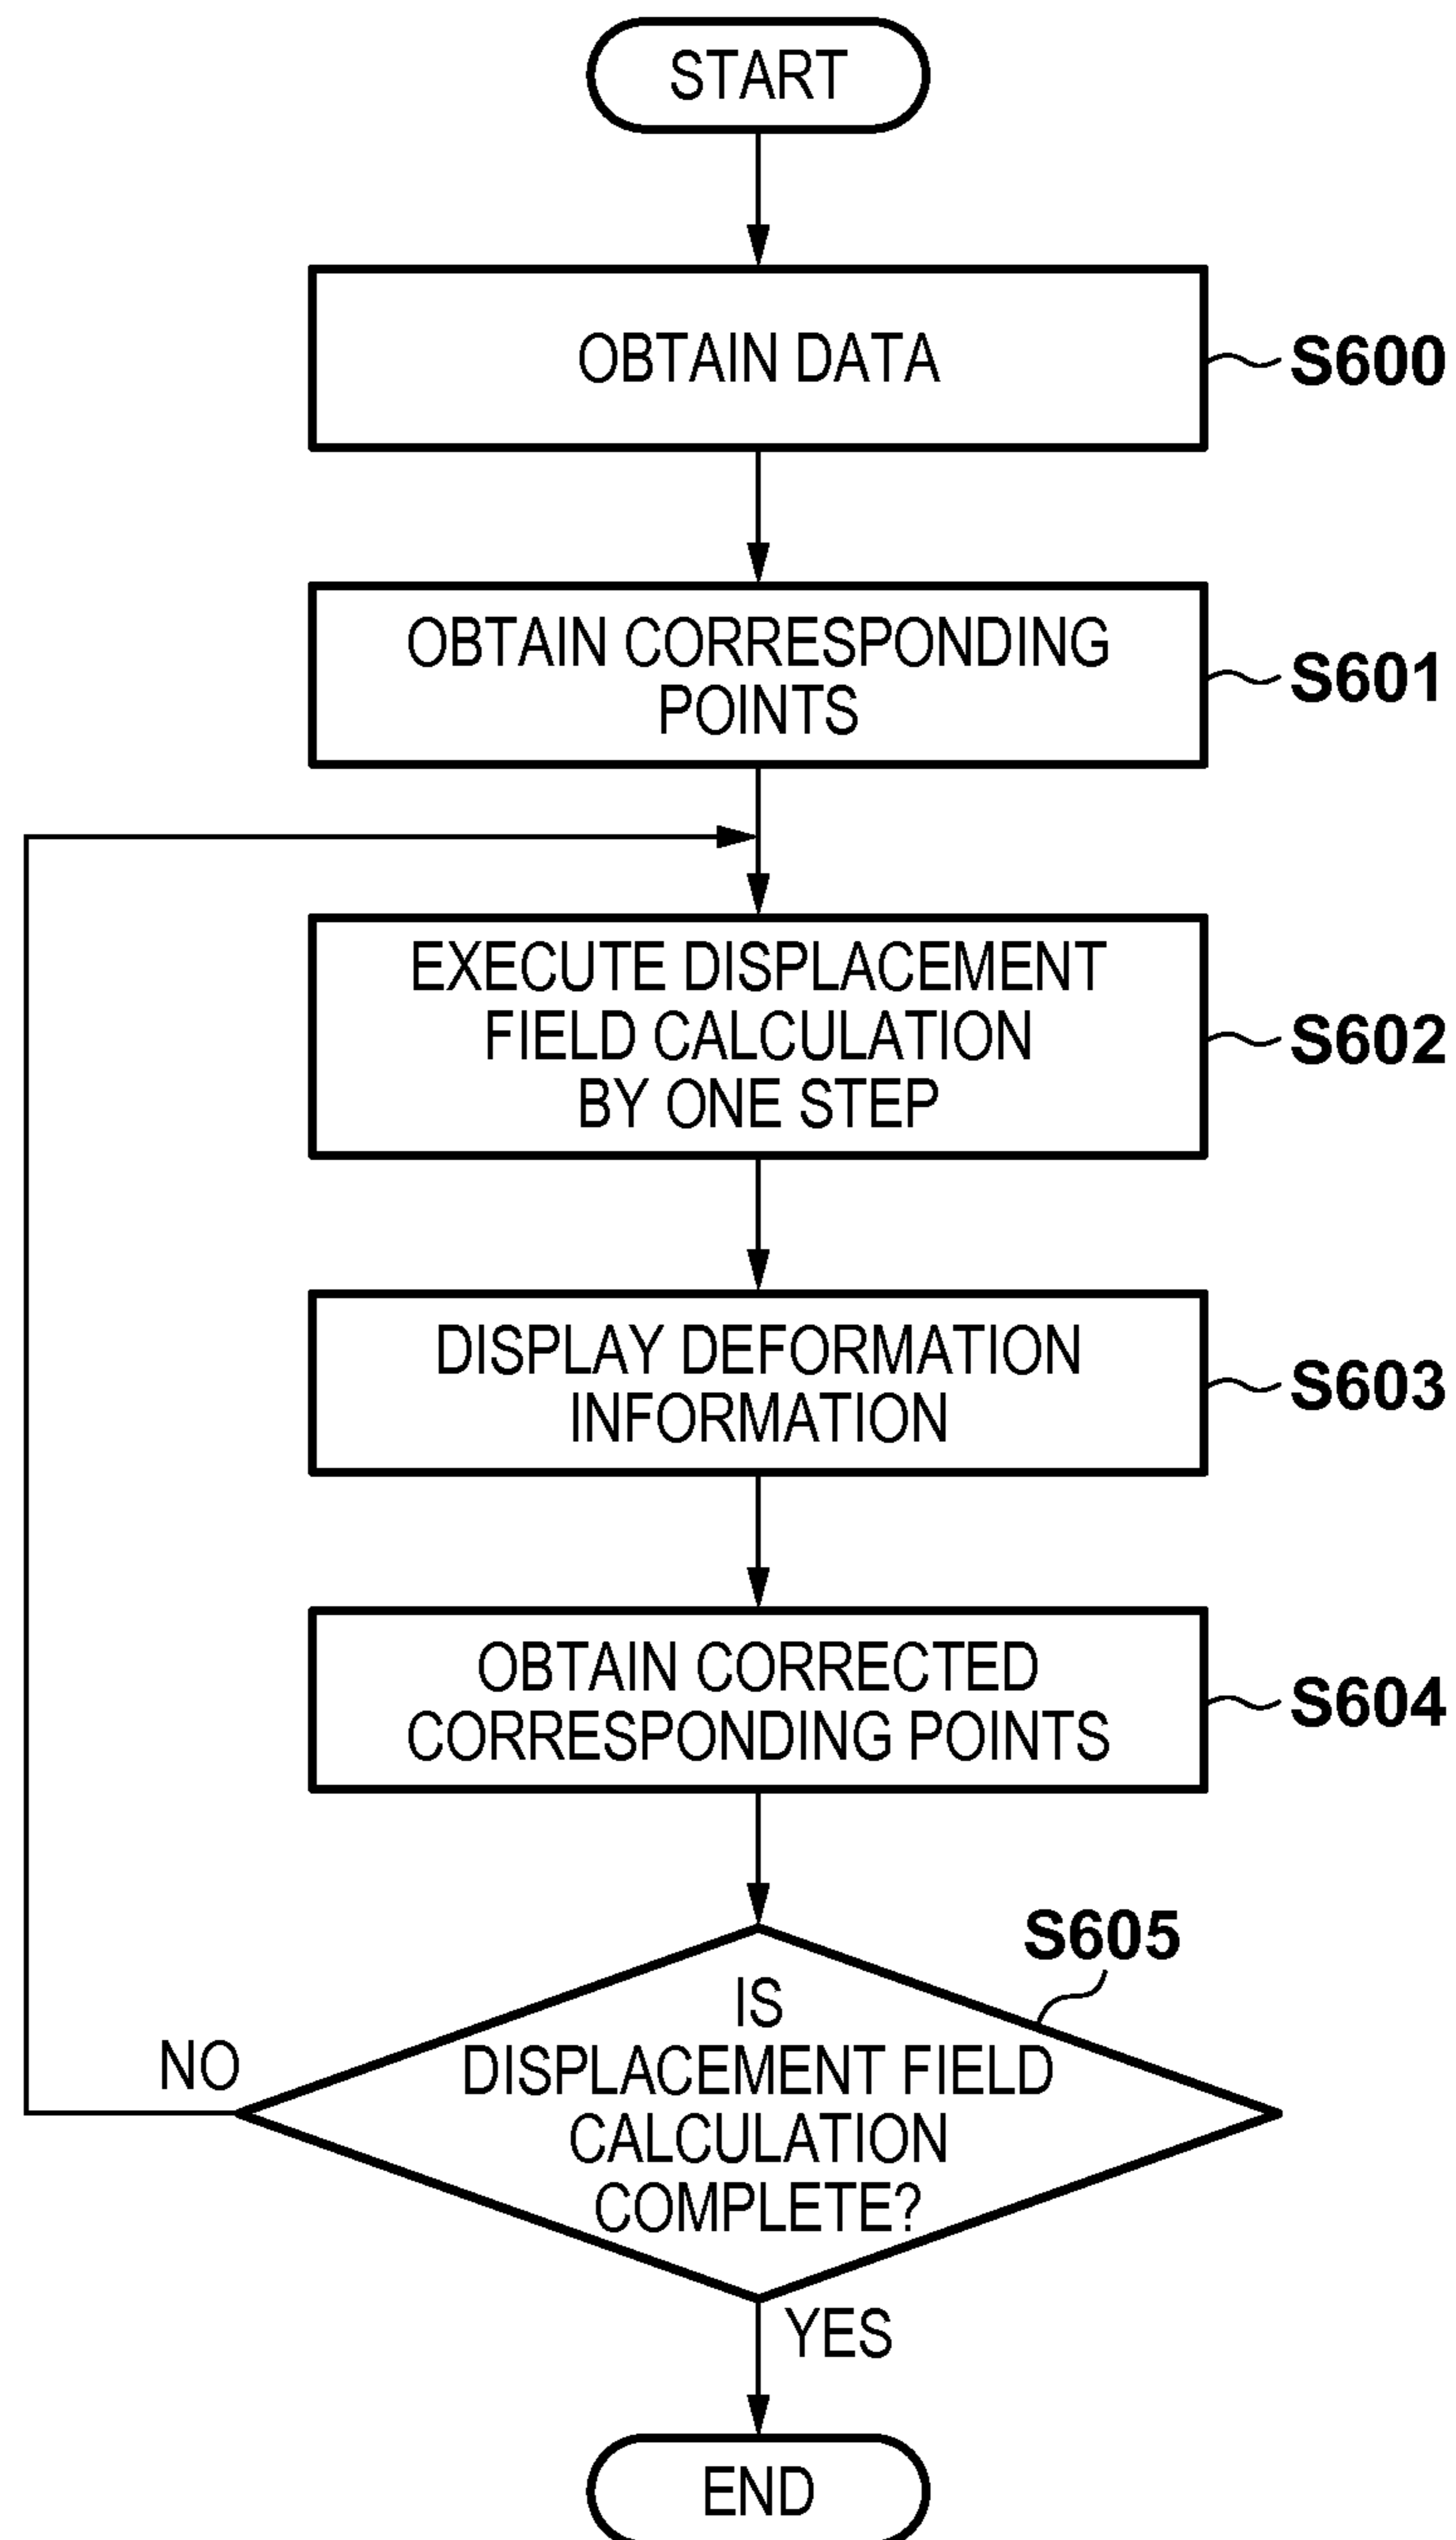 START
OBTAIN DATA
S600
OBTAIN CORRESPONDING
POINTS
S601
EXECUTE DISPLACEMENT
FIELD CALCULATION
BY ONE STEP
S602
DISPLAY DEFORMATION
INFORMATION
S603
OBTAIN CORRECTED
CORRESPONDING POINTS
S604
S605
IS
DISPLACEMENT FIELD
CALCULATION
COMPLETE?
NO
YES
END